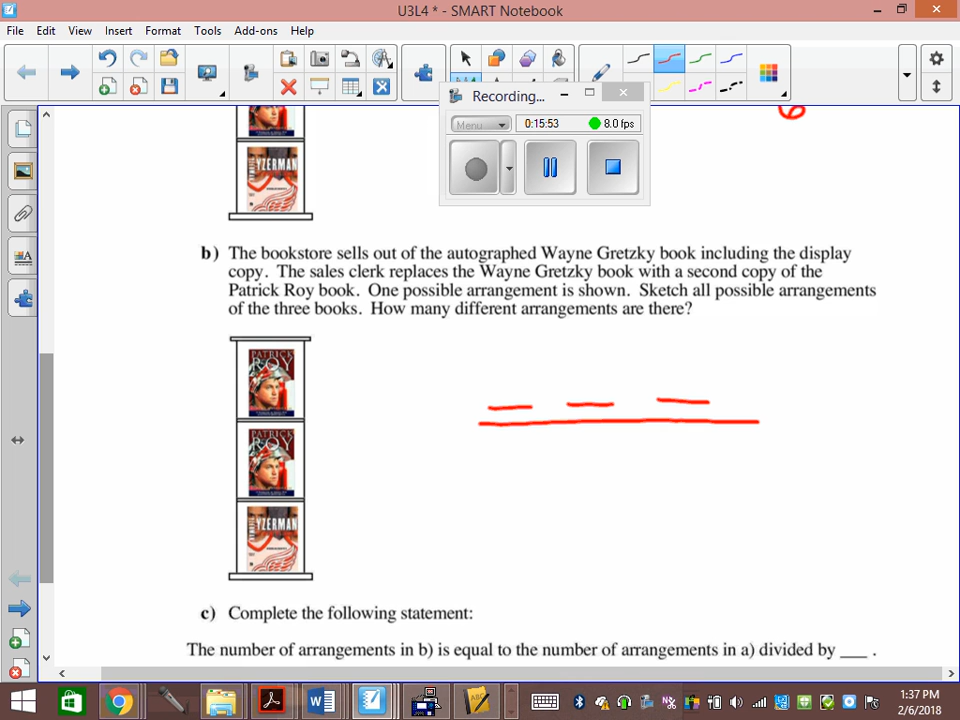 U3L4 * - SMART Notebook
File Edit View Insert Format Tools Add-ons Help
Recording...
Menu 0:15:53 8.0 fps
6
YZERMAN
b) The bookstore sells out of the autographed Wayne Gretzky book including the display
copy. The sales clerk replaces the Wayne Gretzky book with a second copy of the
Patrick Roy book. One possible arrangement is shown. Sketch all possible arrangements
of the three books. How many different arrangements are there?
PATRICK
ROY
PATRICK
ROY
YZERMAN
c) Complete the following statement:
The number of arrangements in b) is equal to the number of arrangements in a) divided by ___ .
1:37 PM
2/6/2018